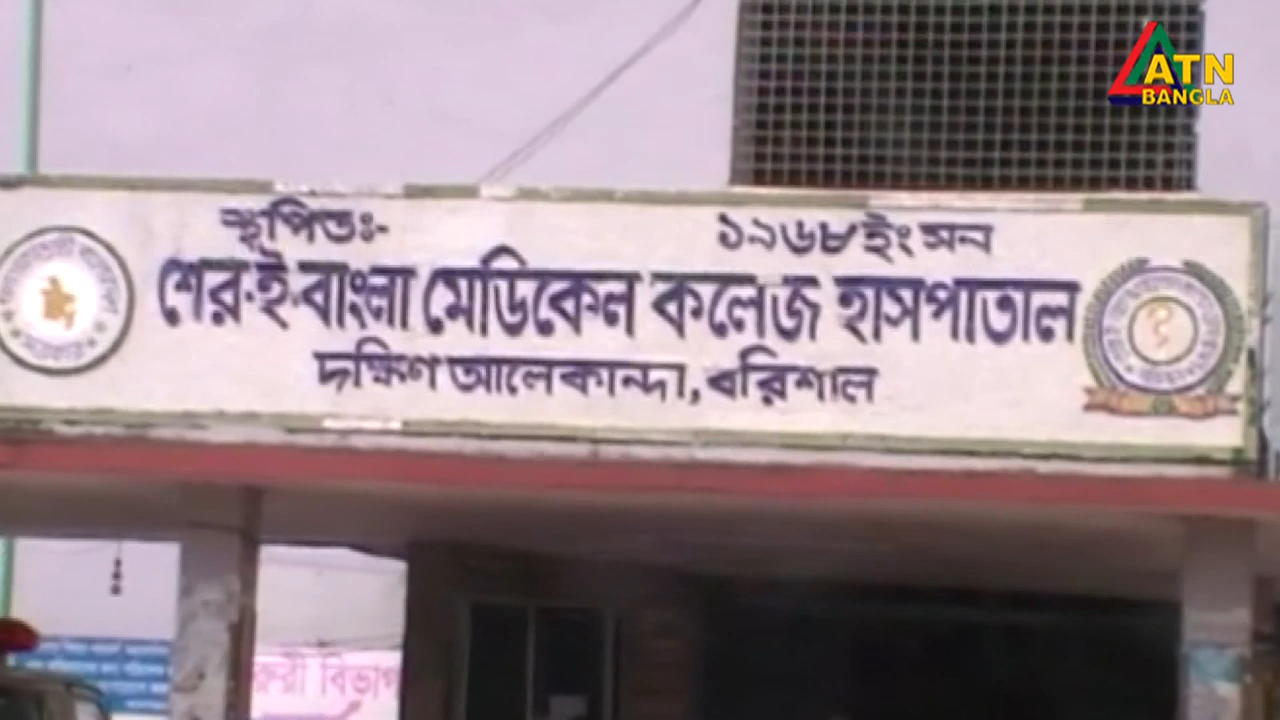 ATN
BANGLA
স্থাপিতঃ- ১৯৬৮ইং সন
শের-ই-বাংলা মেডিকেল কলেজ হাসপাতাল
দক্ষিণ আলেকান্দা, বরিশাল
বিভাগ